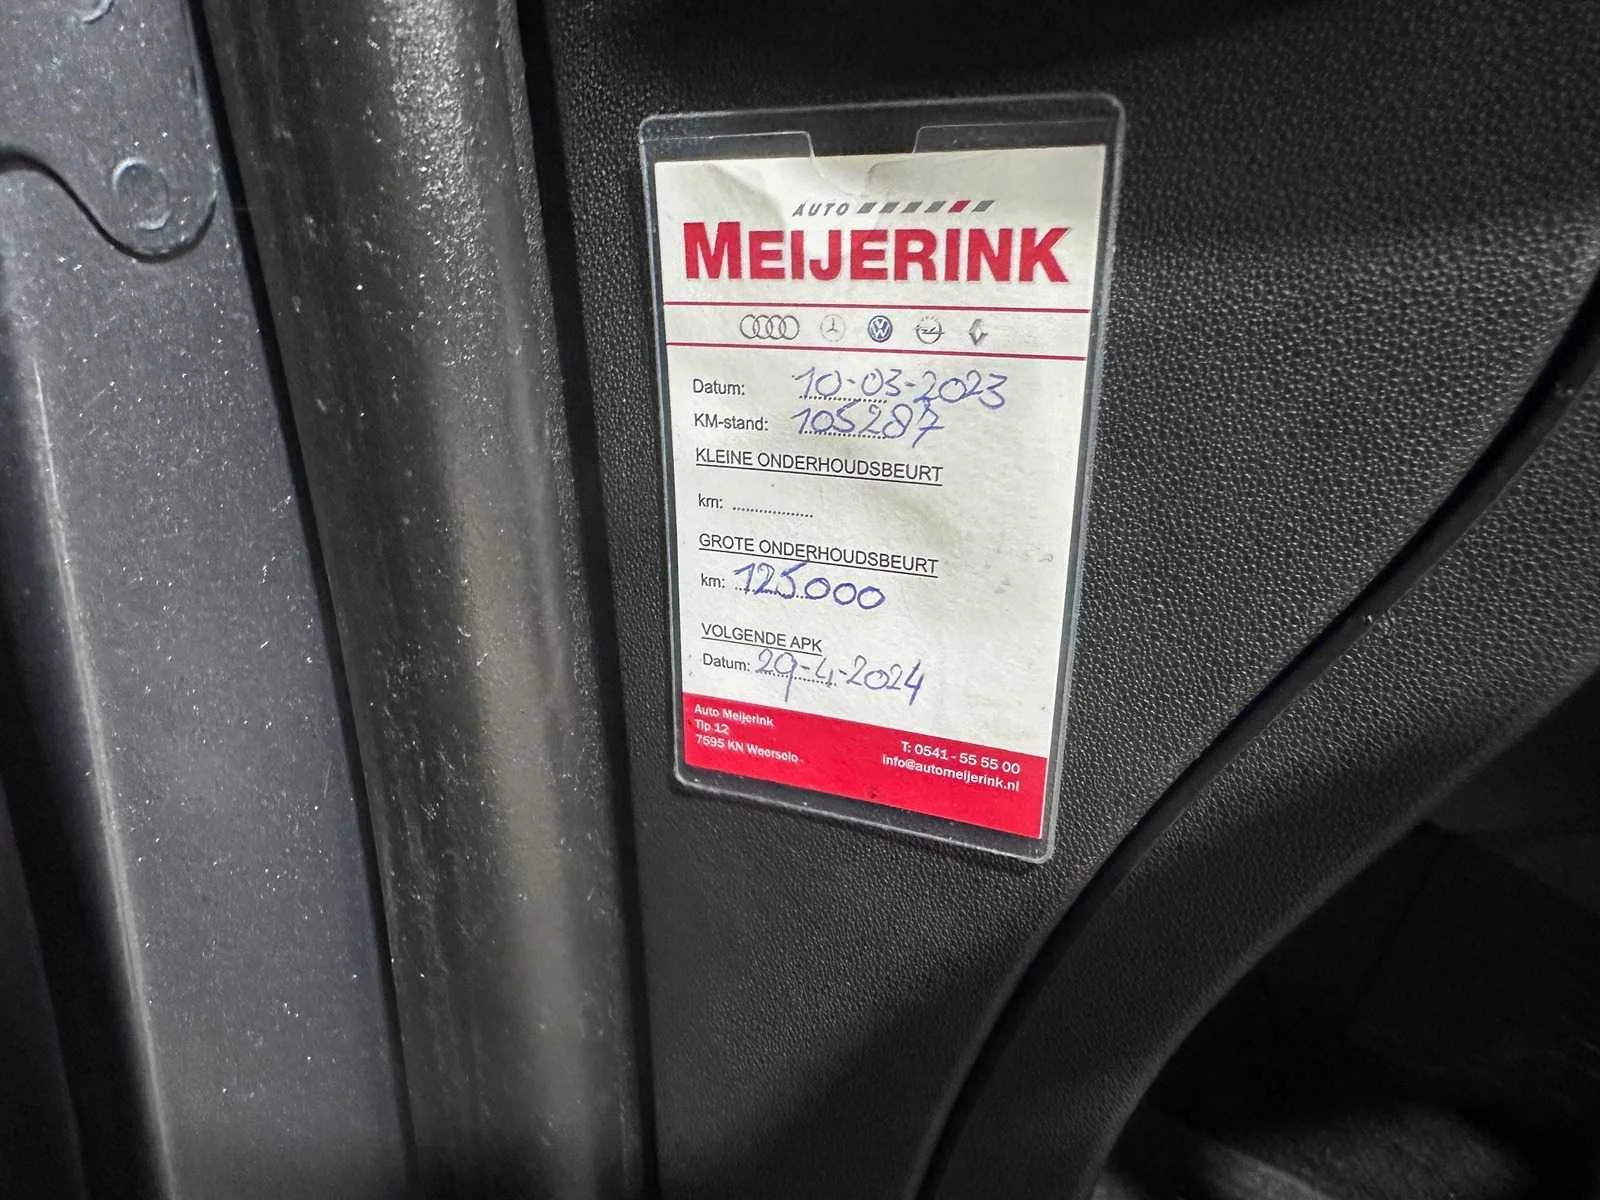 AUTO
MEIJERINK
Datum: 10-03-2023
KM-stand: 105287
KLEINE ONDERHOUDSBEURT
km: ..................
GROTE ONDERHOUDSBEURT
km: 125000
VOLGENDE APK
Datum: 29-4-2024
Auto Meijerink
Tip 12
7595 KN Weerselo
T: 0541 - 55 55 00
info@automeijerink.nl